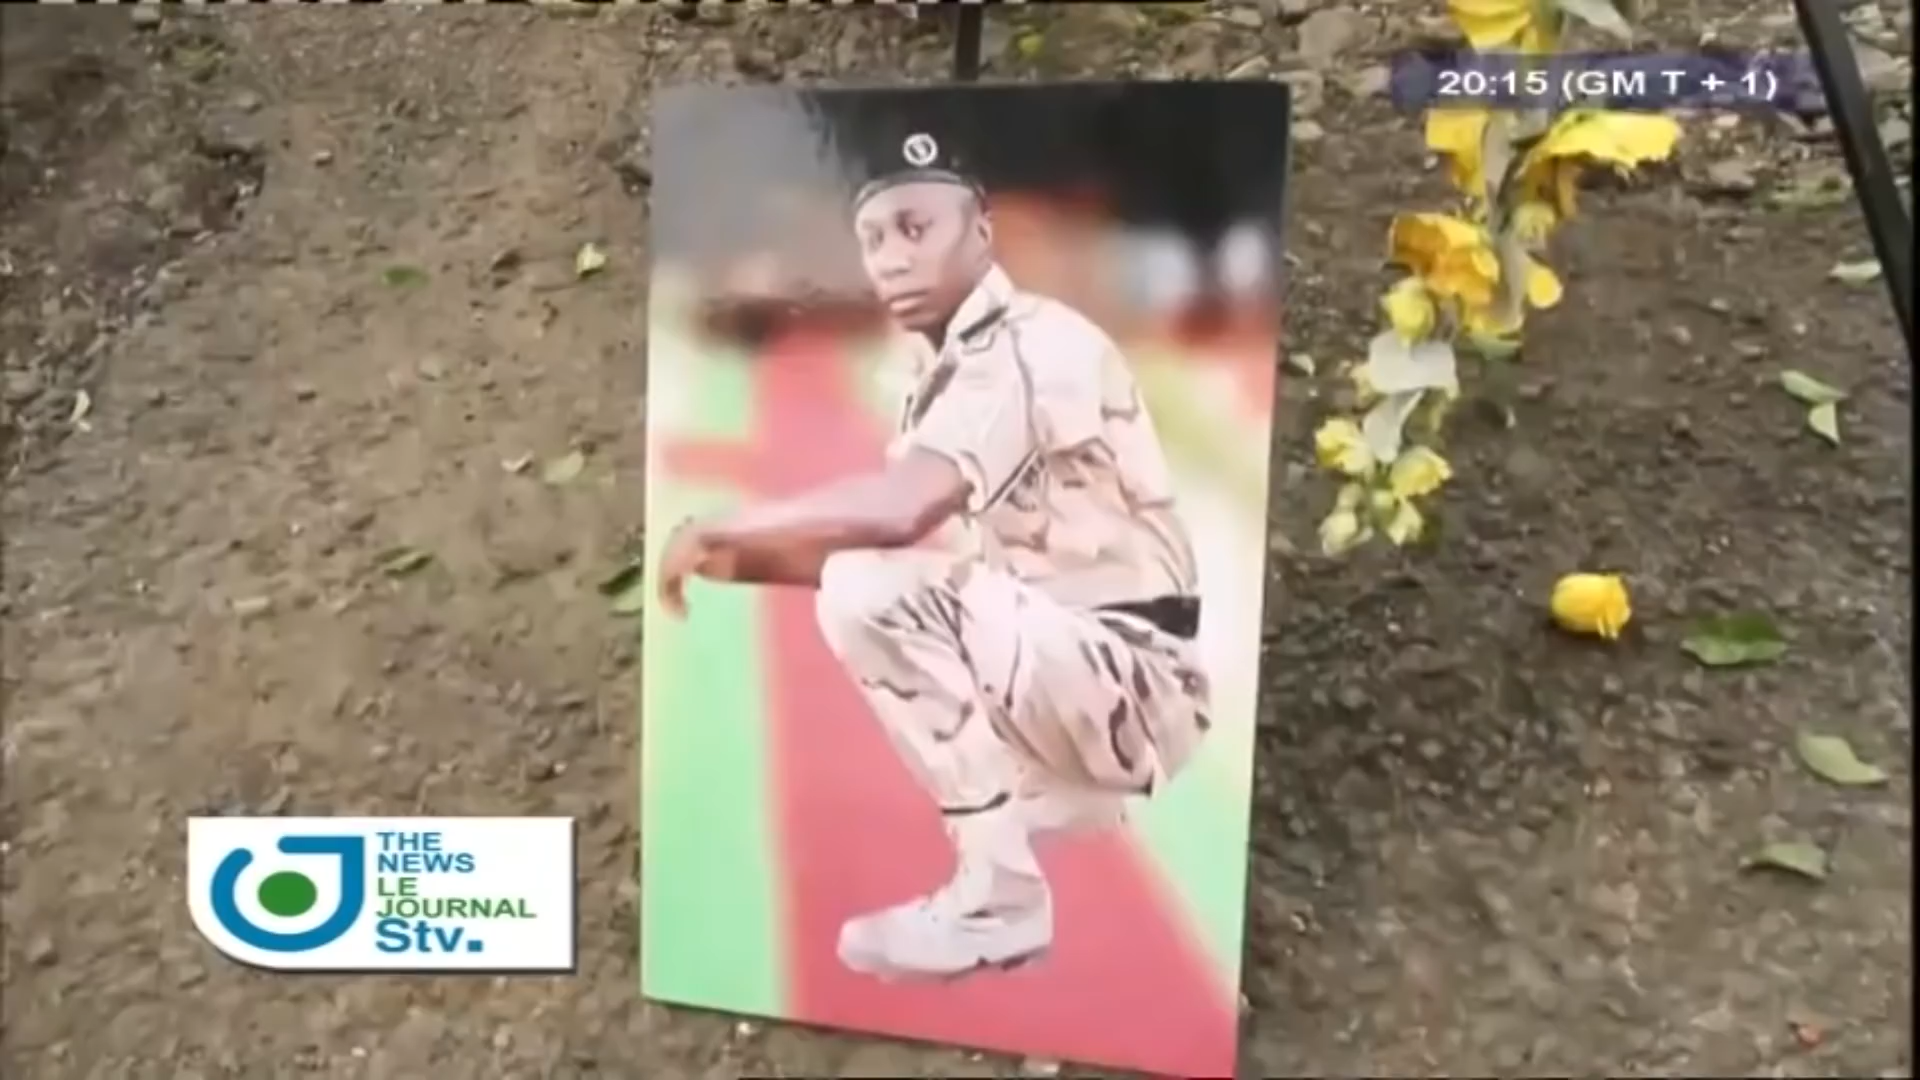 20:15 (GM T + 1)
THE
NEWS
LE
JOURNAL
Stv.